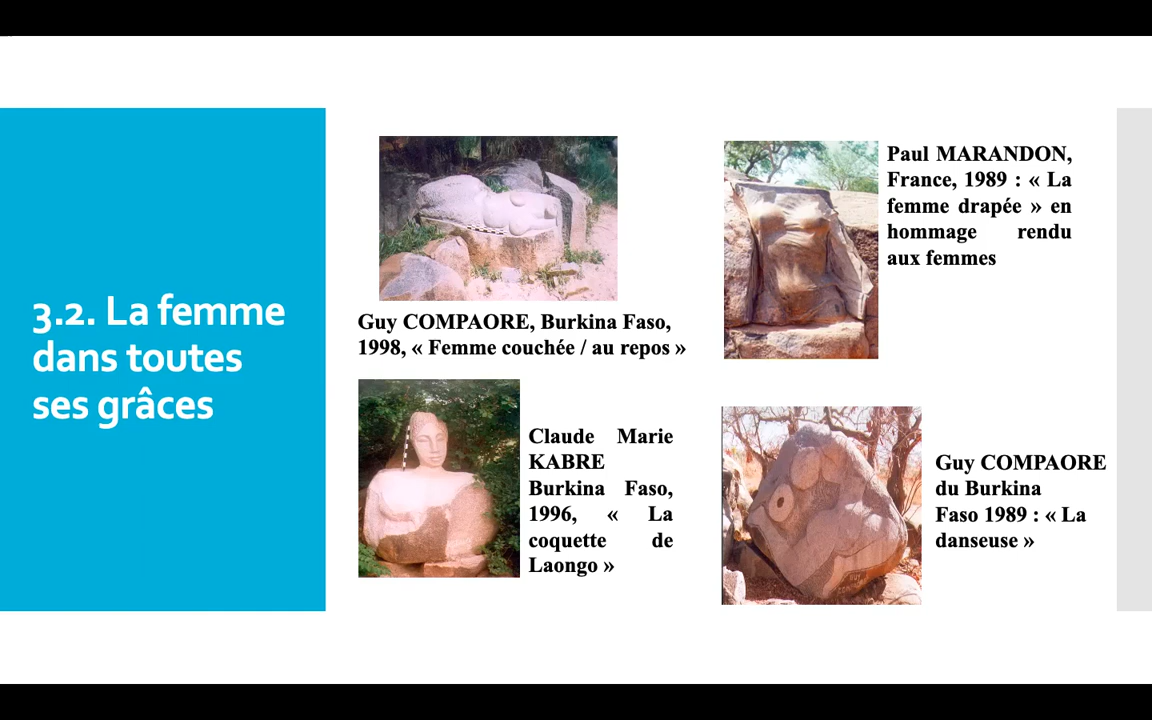 3.2. La femme
dans toutes
ses grâces
Guy COMPAORE, Burkina Faso,
1998, « Femme couchée / au repos »
Paul MARANDON,
France, 1989 : « La
femme drapée » en
hommage rendu
aux femmes
Claude Marie
KABRE
Burkina Faso,
1996, « La
coquette de
Laongo »
Guy COMPAORE
du Burkina
Faso 1989 : « La
danseuse »